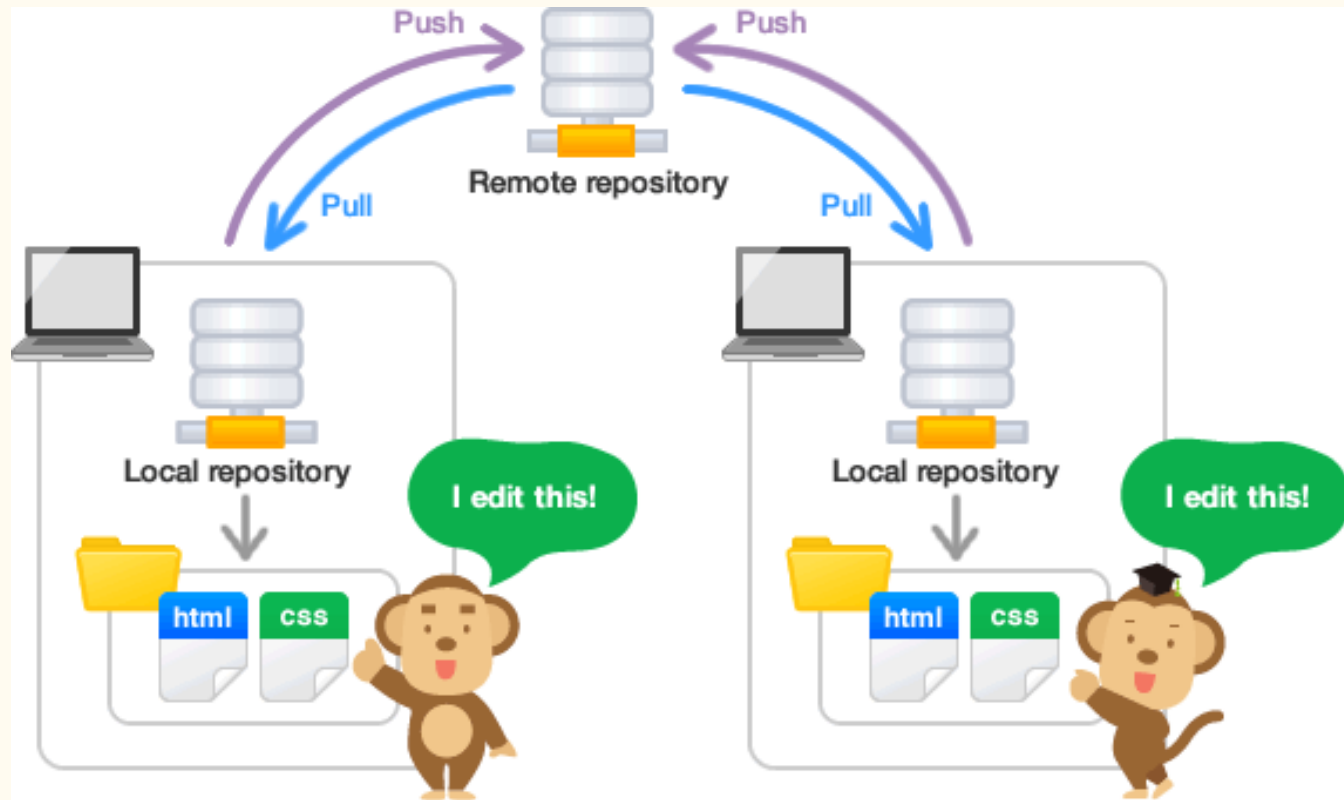 Push
Push
Remote repository
Pull
Pull
Local repository
Local repository
I edit this!
I edit this!
html
css
html
css